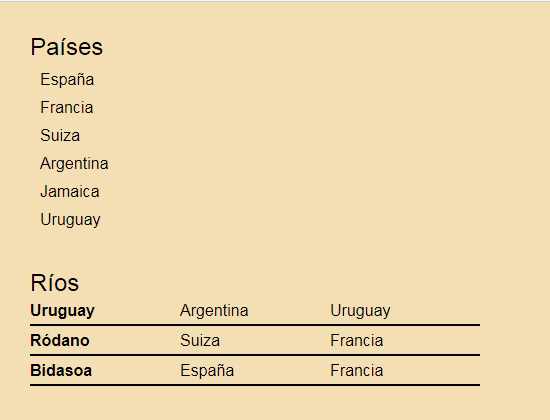 Países
España
Francia
Suiza
Argentina
Jamaica
Uruguay
Ríos
Uruguay Argentina Uruguay
Ródano Suiza Francia
Bidasoa España Francia